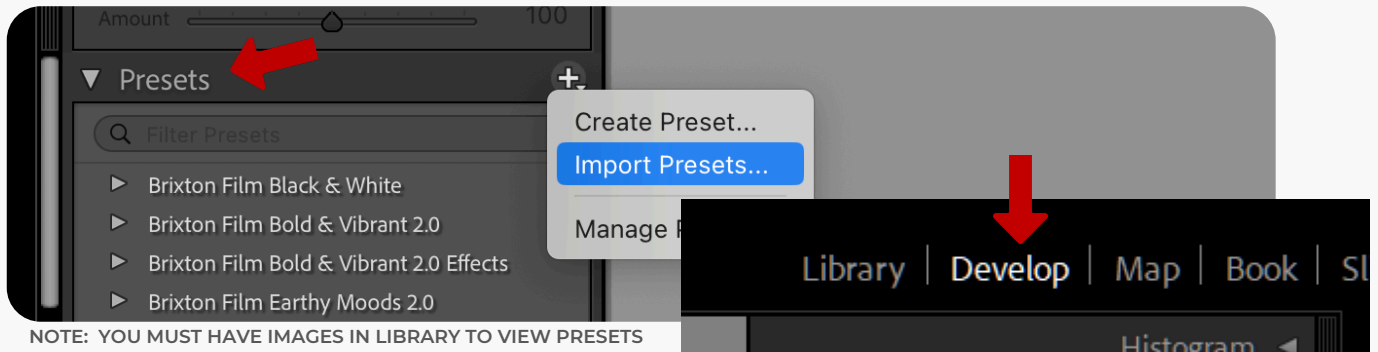 Amount 100
Presets
Filter Presets
Brixton Film Black & White
Brixton Film Bold & Vibrant 2.0
Brixton Film Bold & Vibrant 2.0 Effects
Brixton Film Earthy Moods 2.0
Create Preset...
Import Presets...
Manage
NOTE: YOU MUST HAVE IMAGES IN LIBRARY TO VIEW PRESETS
Library | Develop | Map | Book | Sl
Histogram